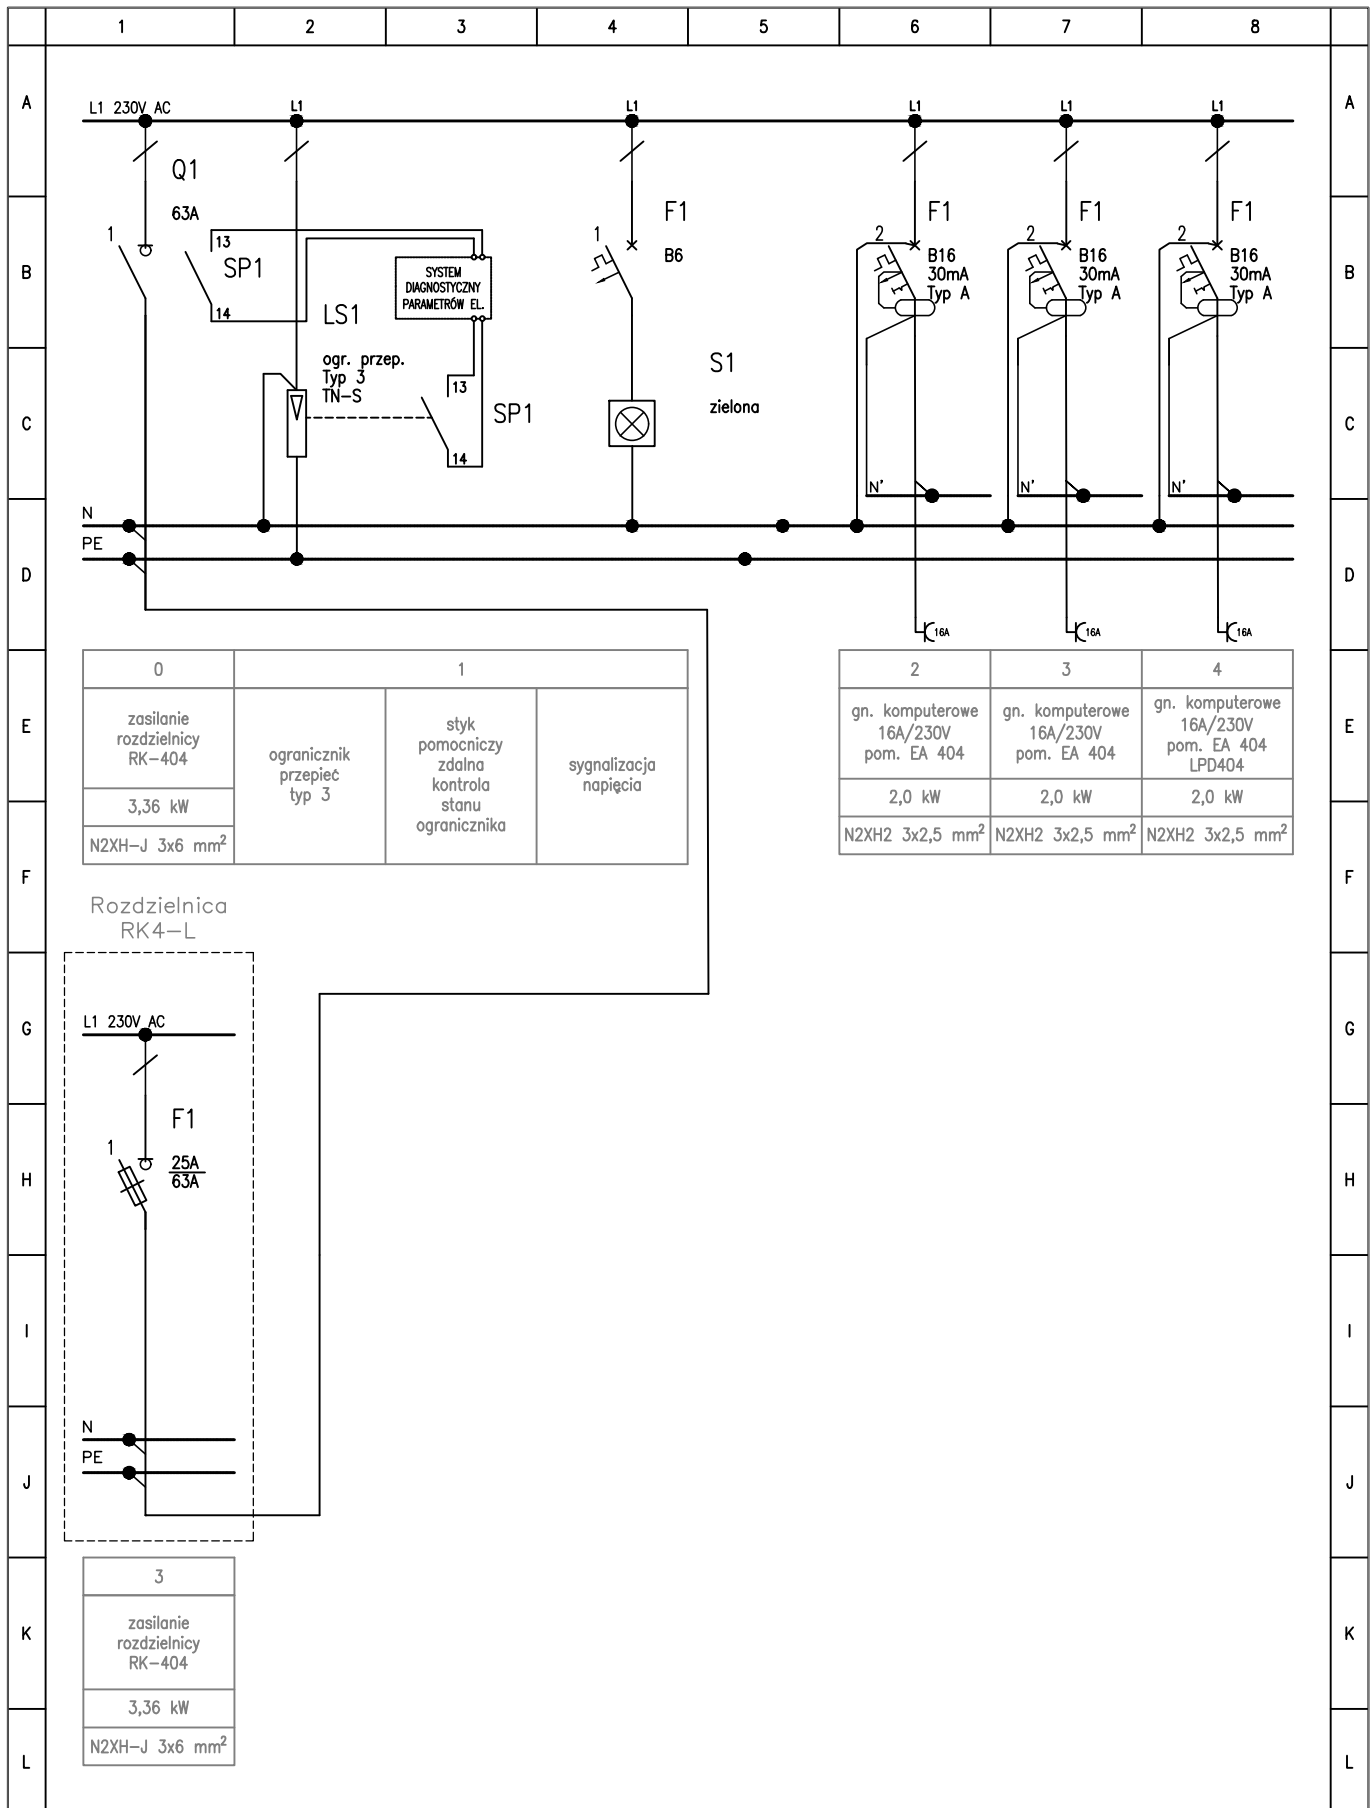 1 2 3 4 5 6 7 8
A A
L1 230V AC L1 L1 L1 L1 L1
Q1
63A
F1 F1 F1 F1
1 13 1 2 2 2
B B
SP1
SYSTEM
DIAGNOSTYCZNY
PARAMETRÓW EL.
B6
B16 B16 B16
30mA 30mA 30mA
Typ A Typ A Typ A
14 LS1
ogr. przep.
Typ 3
TN-S
13
S1
zielona
SP1
C C
14
N' N' N'
N
PE
D D
16A 16A 16A
0 1 2 3 4
E E
zasilanie
rozdzielnicy
RK-404
3,36 kW
N2XH-J 3x6 mm²
ogranicznik
przepieć
typ 3
styk
pomocniczy
zdalna
kontrola
stanu
ogranicznika
sygnalizacja
napięcia
gn. komputerowe
16A/230V
pom. EA 404
2,0 kW
N2XH2 3x2,5 mm²
gn. komputerowe
16A/230V
pom. EA 404
2,0 kW
N2XH2 3x2,5 mm²
gn. komputerowe
16A/230V
pom. EA 404
LPD404
2,0 kW
N2XH2 3x2,5 mm²
F F
Rozdzielnica
RK4-L
G G
L1 230V AC
F1
1
25A
63A
H H
I I
N
PE
J J
3
zasilanie
rozdzielnicy
RK-404
K K
3,36 kW
N2XH-J 3x6 mm²
L L